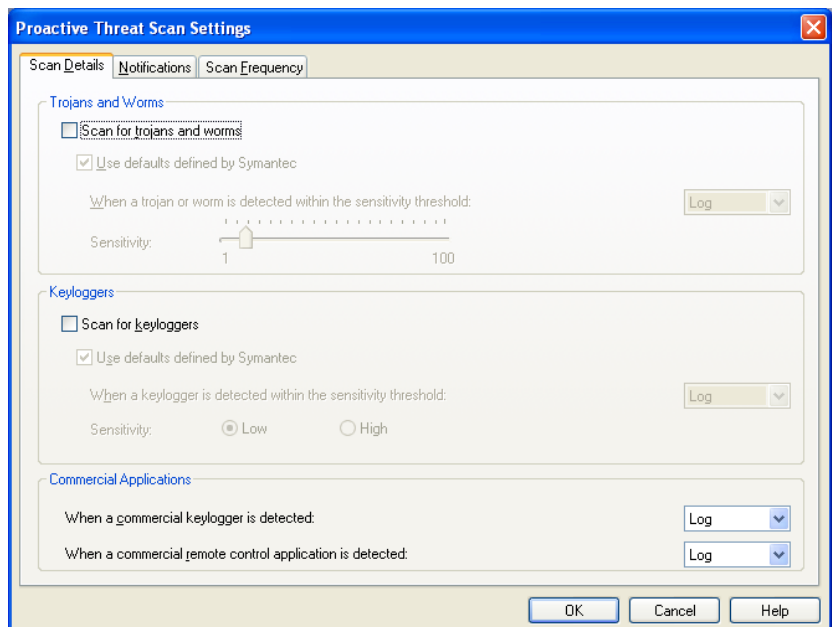 Proactive Threat Scan Settings
Scan Details Notifications Scan Frequency
Trojans and Worms
Scan for trojans and worms
Use defaults defined by Symantec
When a trojan or worm is detected within the sensitivity threshold: Log
Sensitivity:
1 100
Keyloggers
Scan for keyloggers
Use defaults defined by Symantec
When a keylogger is detected within the sensitivity threshold: Log
Sensitivity: Low High
Commercial Applications
When a commercial keylogger is detected: Log
When a commercial remote control application is detected: Log
OK Cancel Help